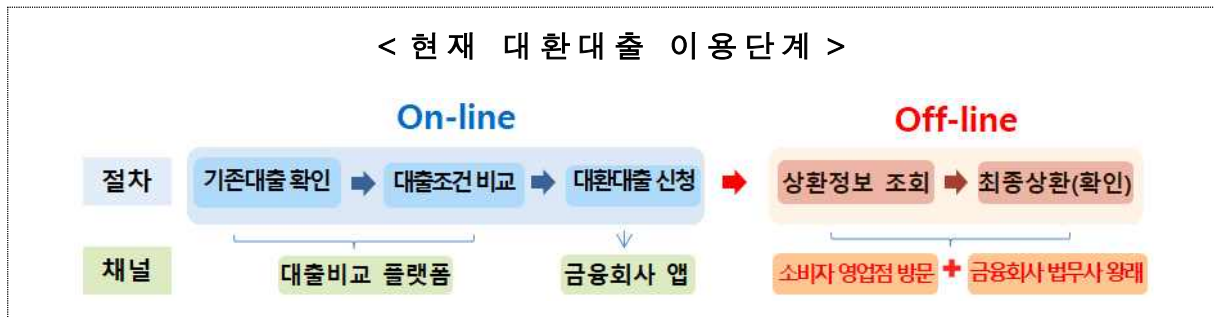 < 현재 대환대출 이용단계 >
On-line Off-line
절차 기존대출 확인 대출조건 비교 대환대출 신청 상환정보 조회 최종상환(확인)
채널 대출비교 플랫폼 금융회사 앱 소비자 영업점 방문 + 금융회사 법무사 왕래